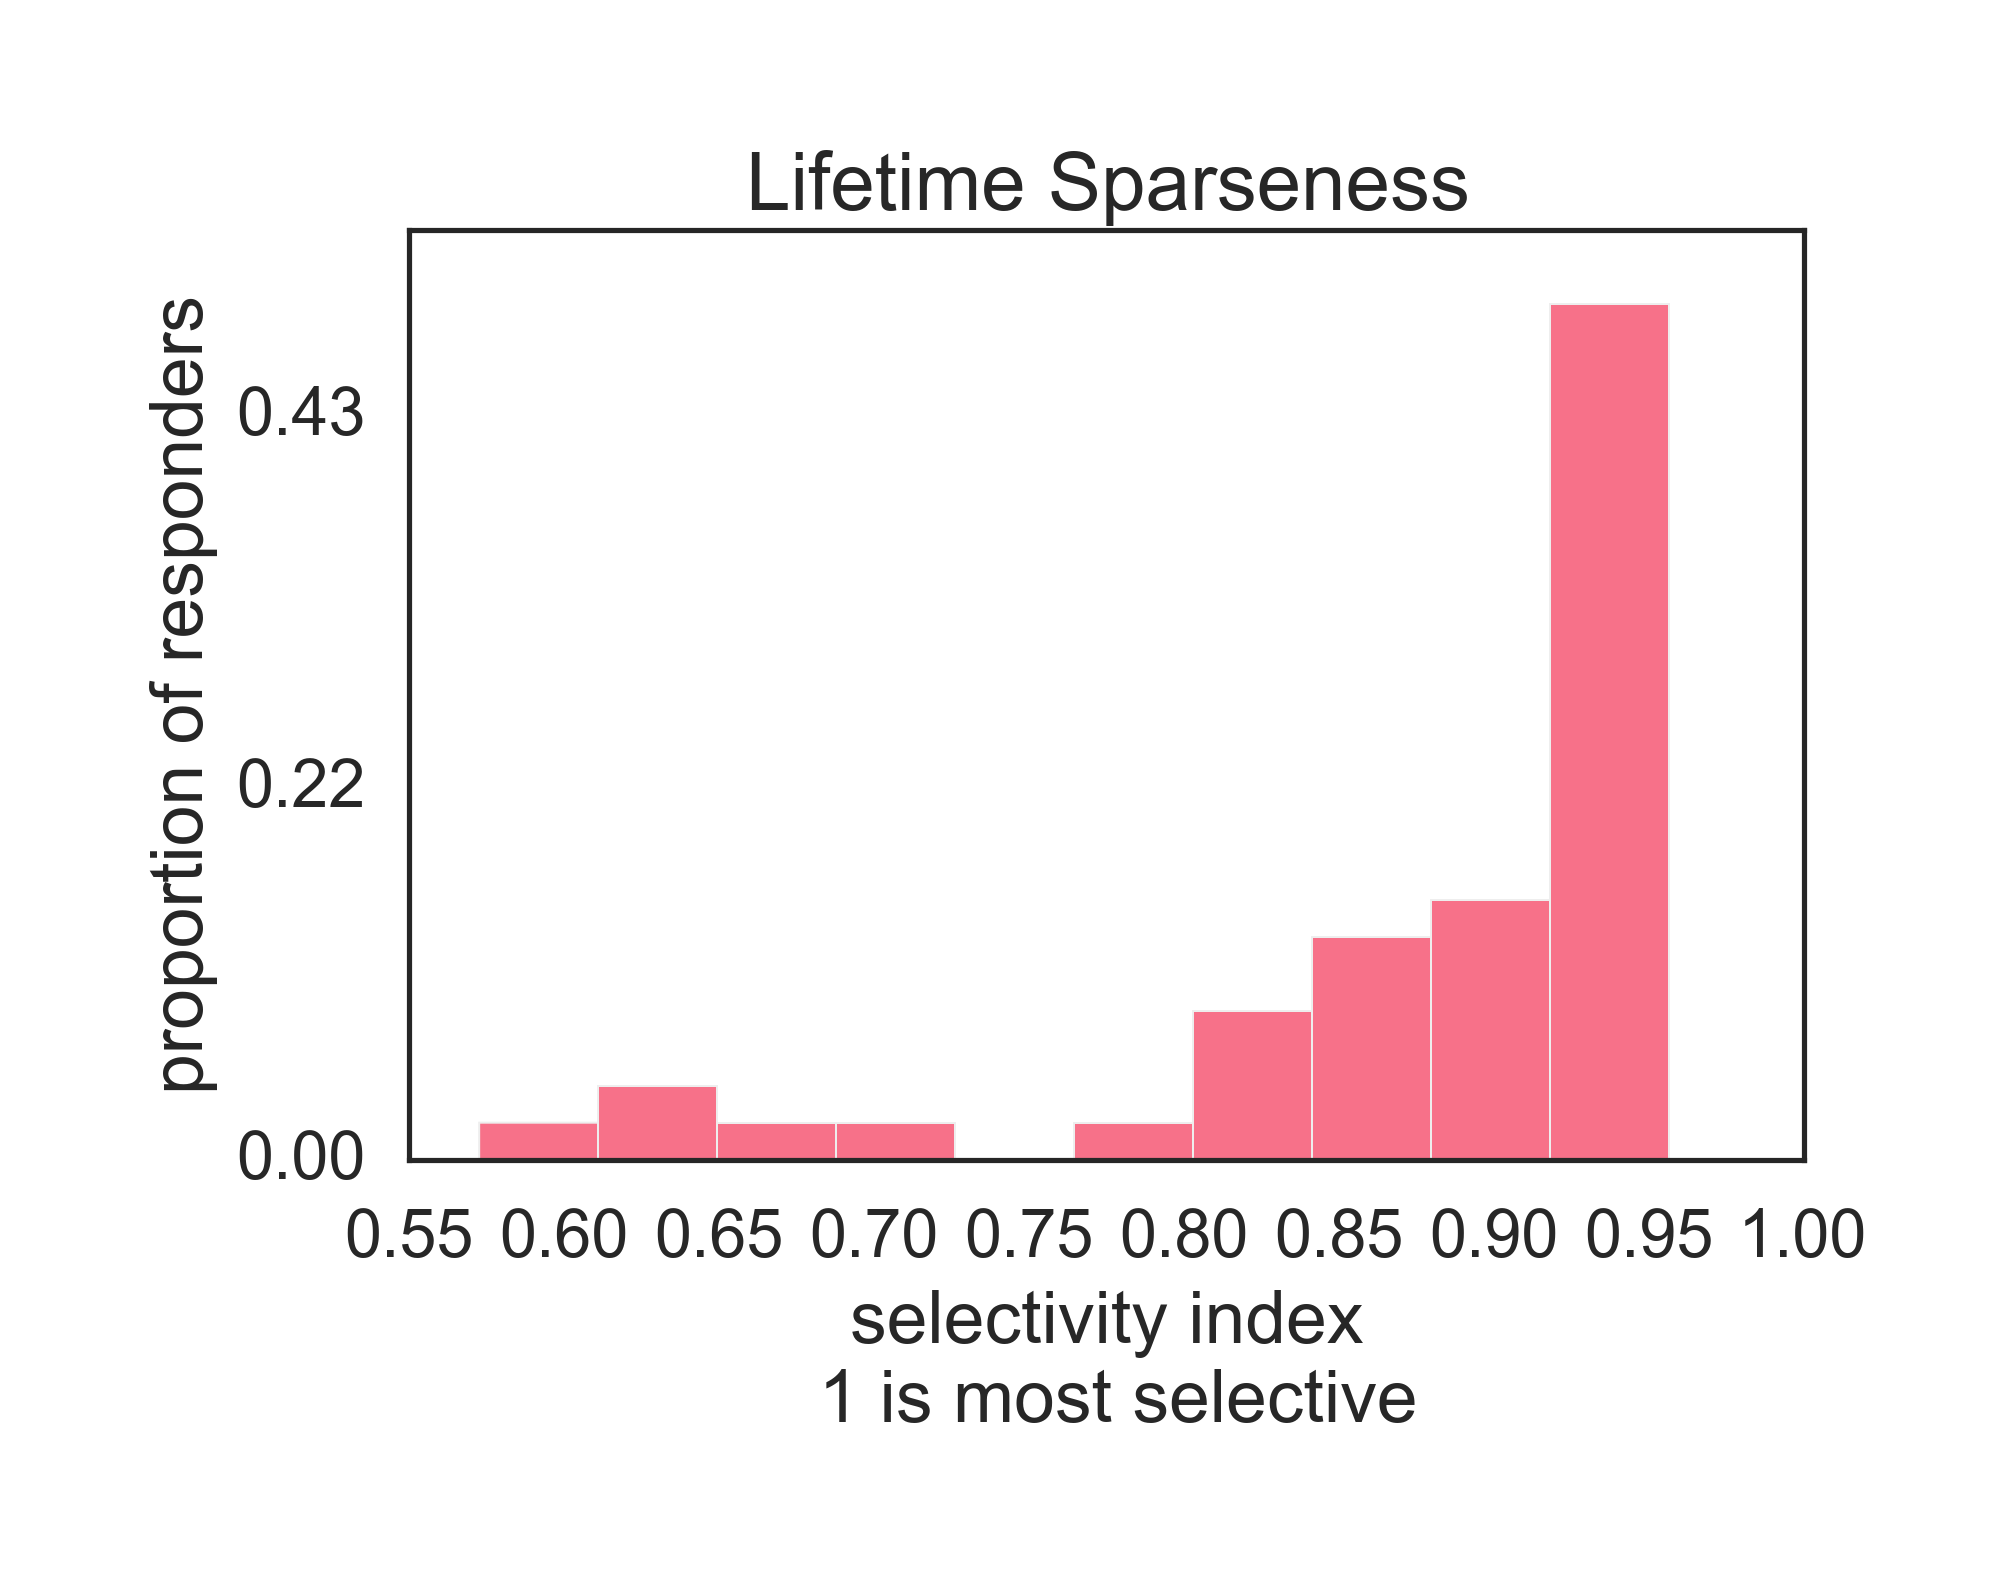 Lifetime Sparseness
proportion of responders
0.43
0.22
0.00
0.55 0.60 0.65 0.70 0.75 0.80 0.85 0.90 0.95 1.00
selectivity index
1 is most selective